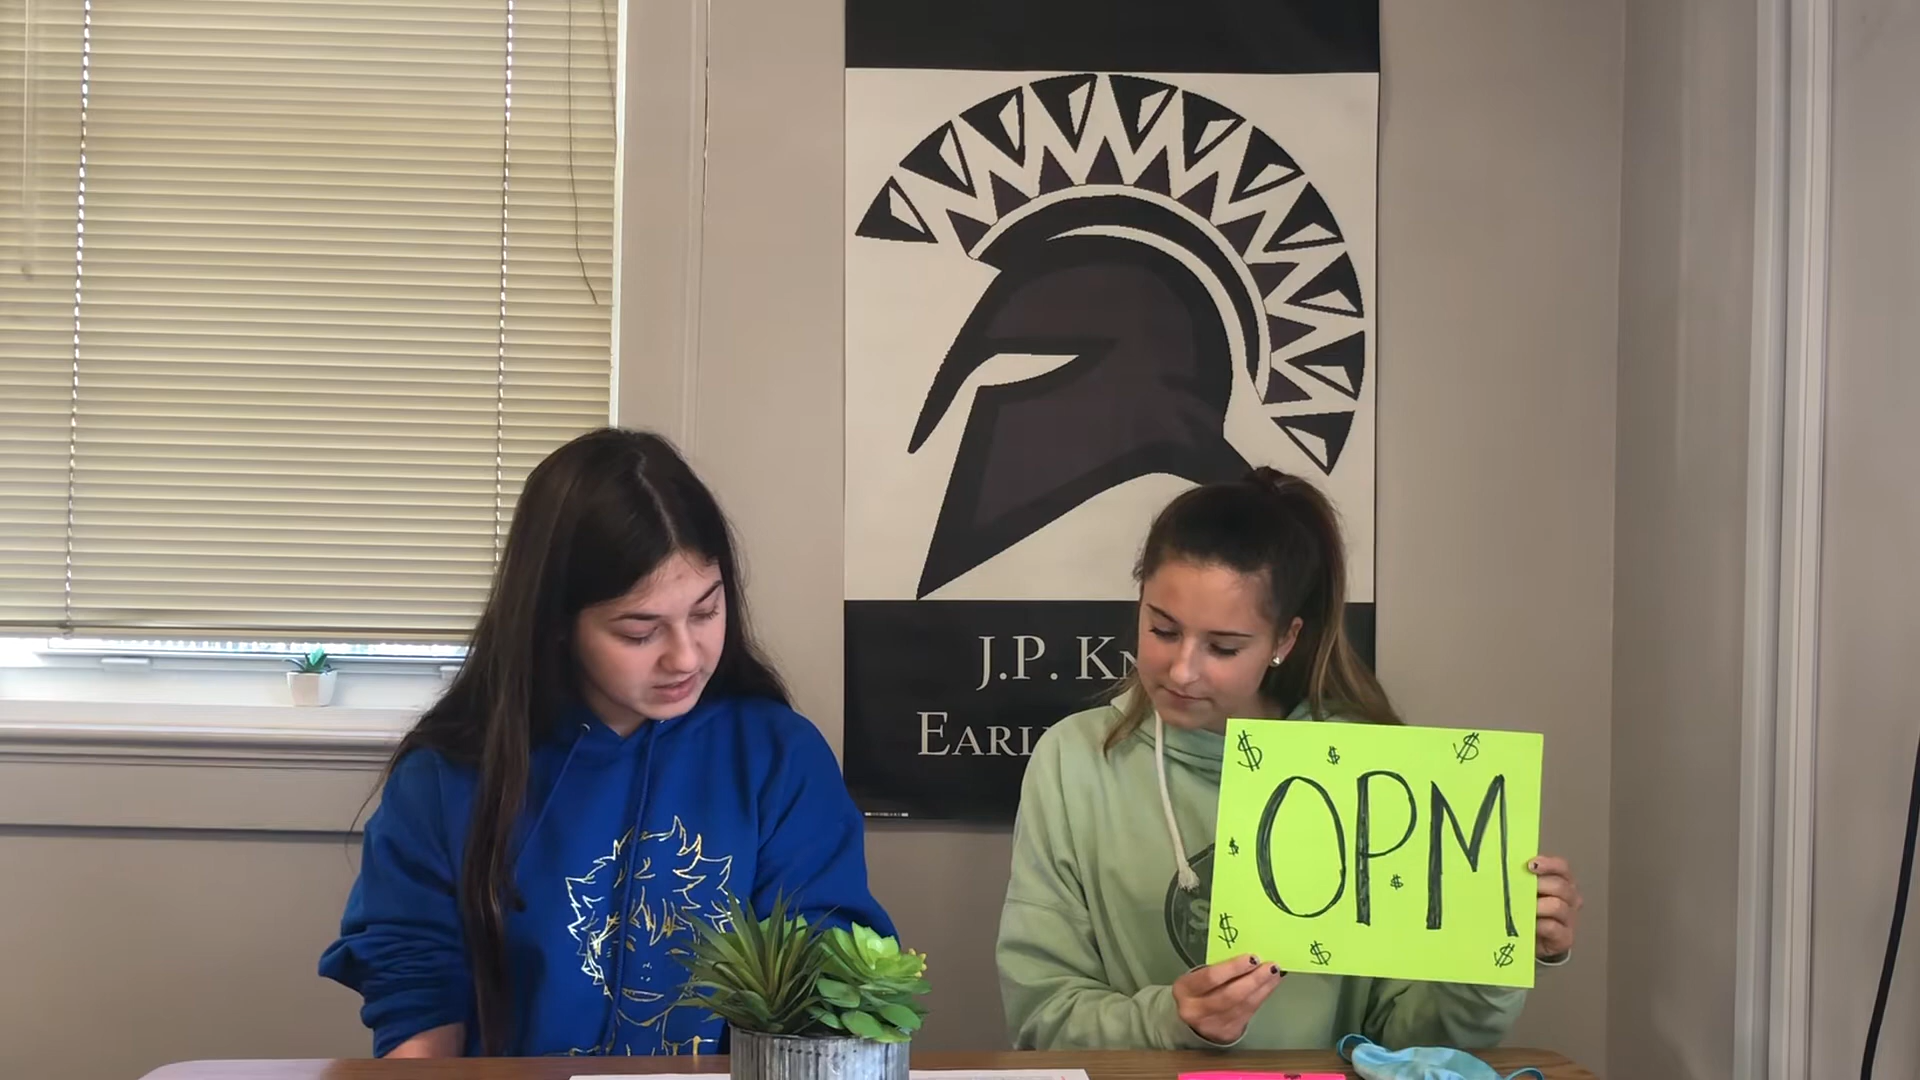 J.P. Kn
Earl
$ $ $
OPM
$ $
$ $ $
S